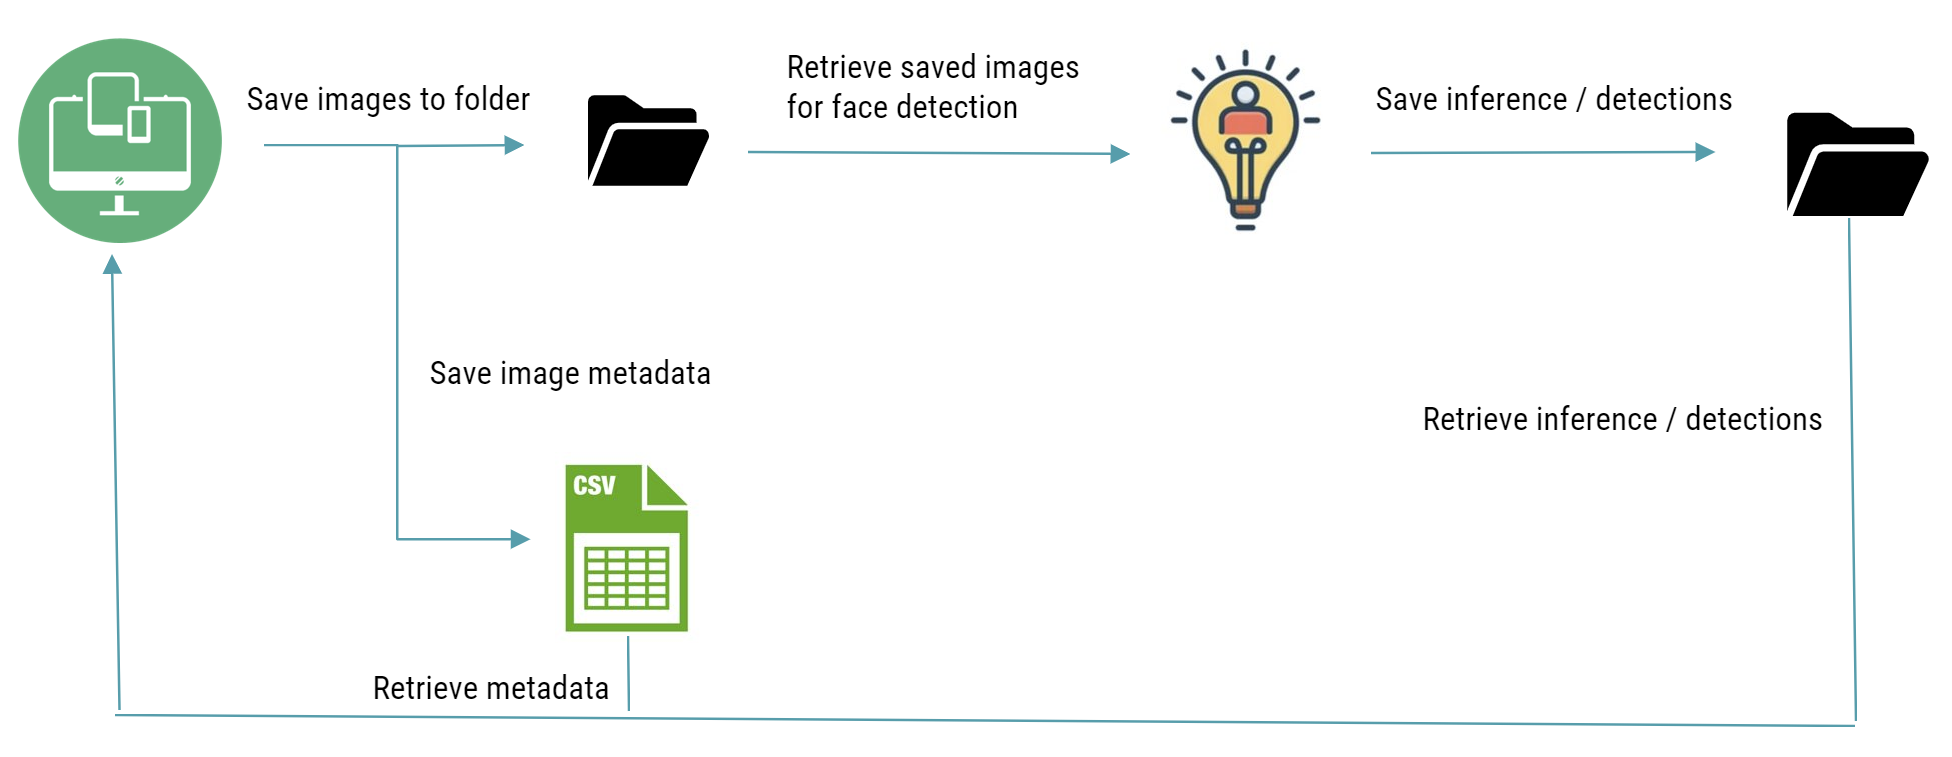 Save images to folder
Retrieve saved images
for face detection
Save inference / detections
Save image metadata
Retrieve inference / detections
CSV
Retrieve metadata